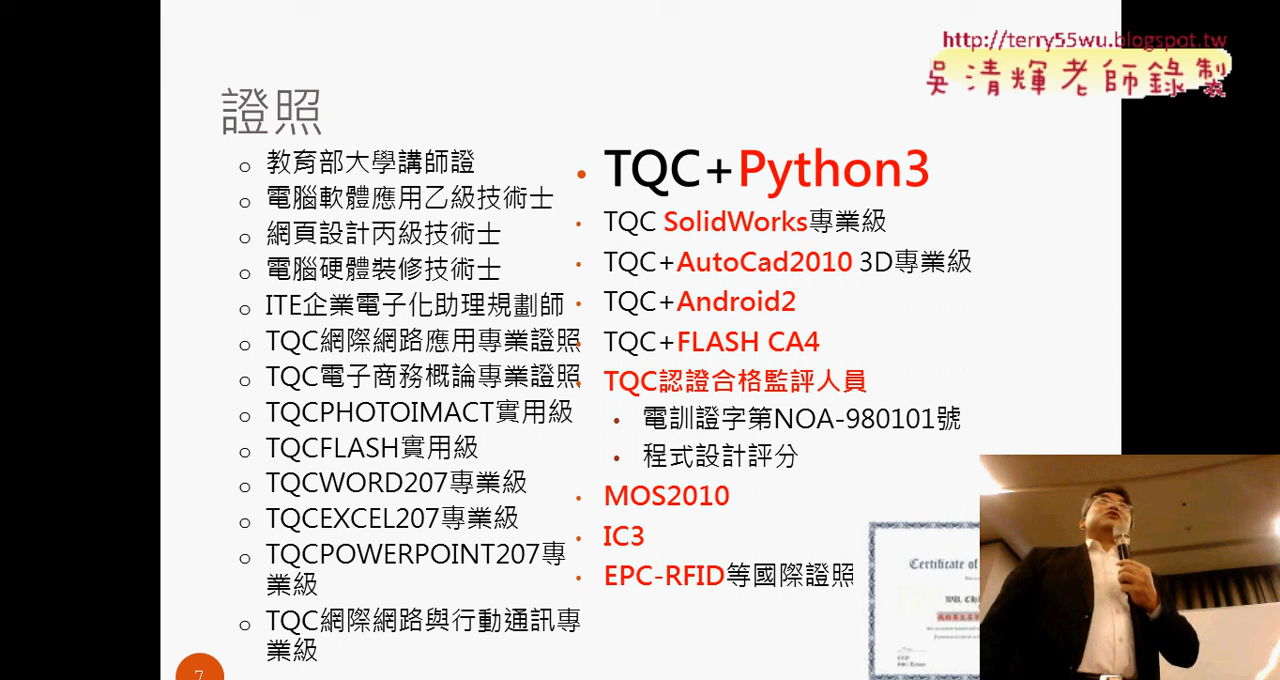 http://terry55wu.blogspot.tw
吳清輝老師錄製
證照
教育部大學講師證
電腦軟體應用乙級技術士
網頁設計丙級技術士
電腦硬體裝修技術士
ITE企業電子化助理規劃師
TQC網際網路應用專業證照
TQC電子商務概論專業證照
TQCPHOTOIMACT實用級
TQCFLASH實用級
TQCWORD207專業級
TQCEXCEL207專業級
TQCPOWERPOINT207專
業級
TQC網際網路與行動通訊專
業級
TQC+Python3
TQC SolidWorks專業級
TQC+AutoCad2010 3D專業級
TQC+Android2
TQC+FLASH CA4
TQC認證合格監評人員
電訓證字第NOA-980101號
程式設計評分
MOS2010
IC3
EPC-RFID等國際證照
Certificate of
WU, CH
7